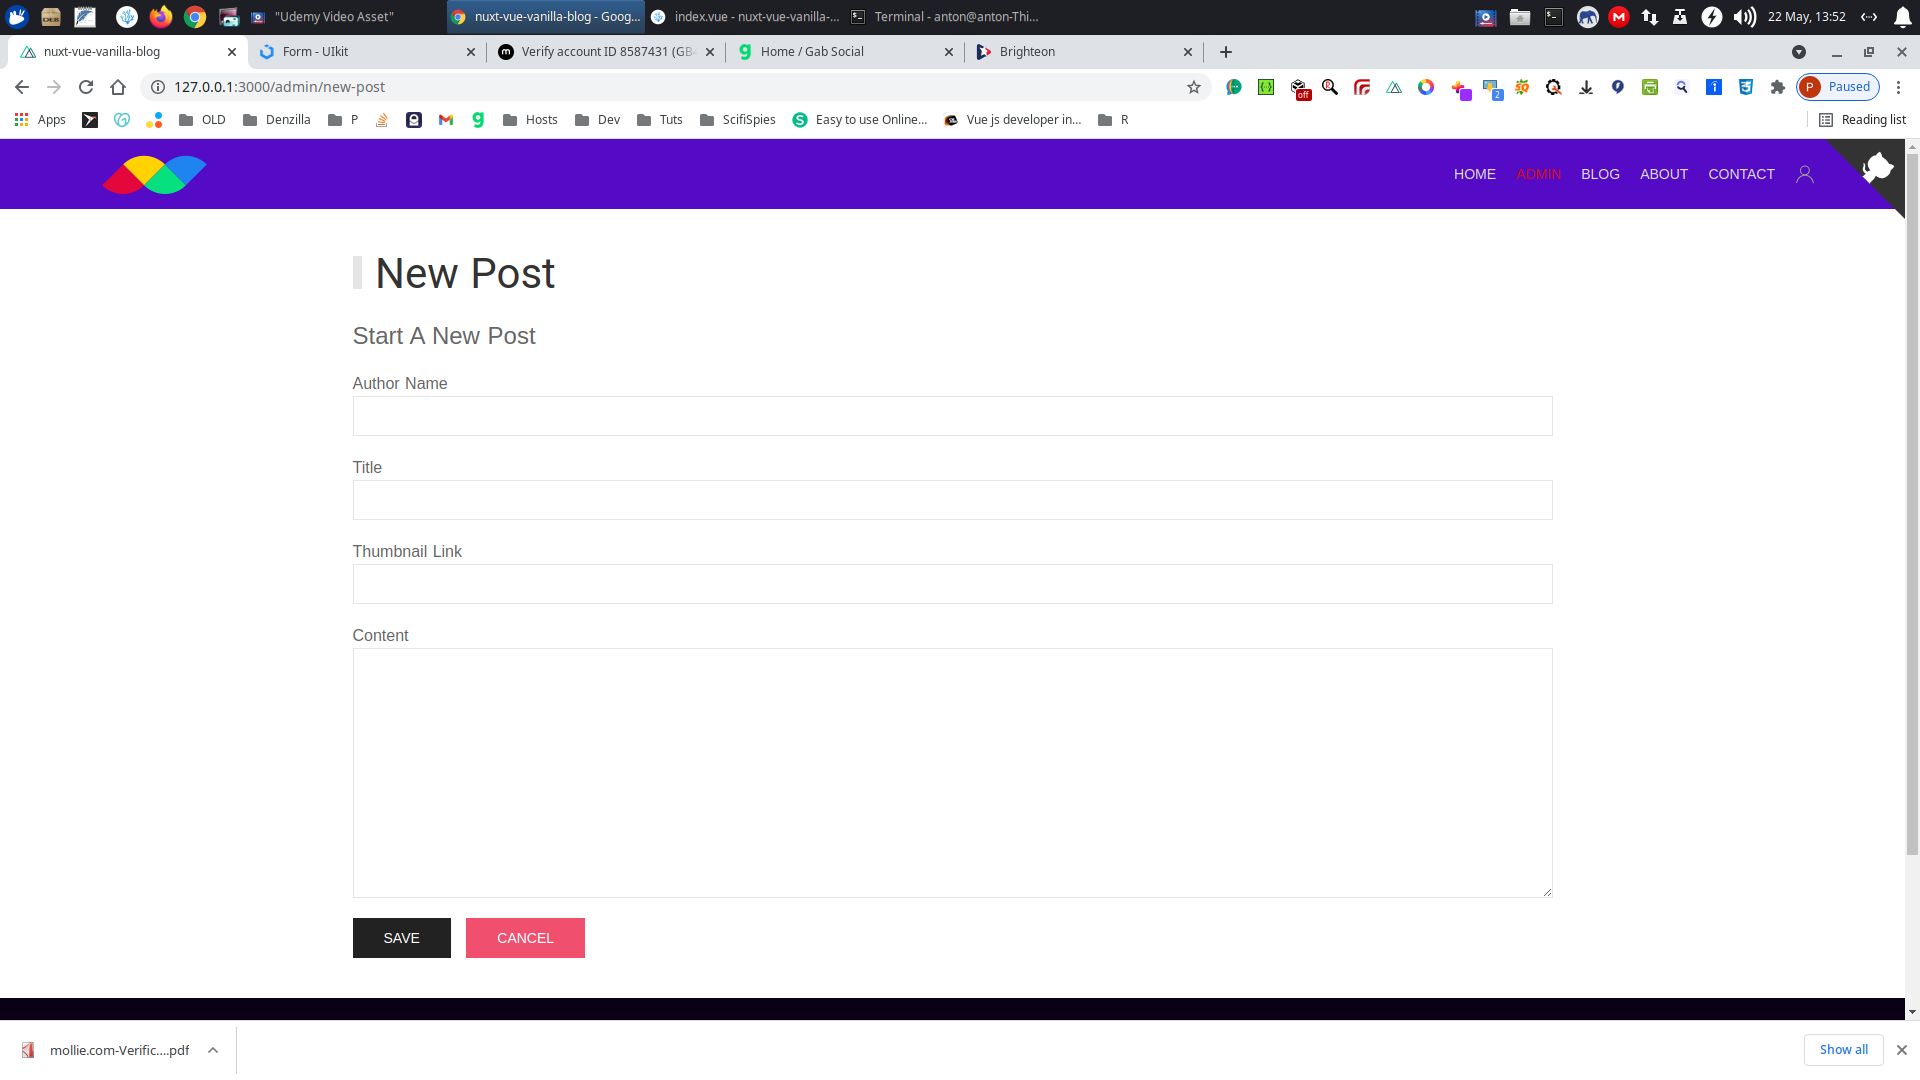 "Udemy Video Asset"
nuxt-vue-vanilla-blog - Goog...
index.vue - nuxt-vue-vanilla-...
Terminal - anton@anton-Thi...
22 May, 13:52
nuxt-vue-vanilla-blog
Form - UIkit
Verify account ID 8587431 (GB
Home / Gab Social
Brighteon
127.0.0.1:3000/admin/new-post
off
2
P
Paused
Apps
OLD
Denzilla
P
Hosts
Dev
Tuts
ScifiSpies
Easy to use Online...
Vue js developer in...
R
Reading list
HOME
ADMIN
BLOG
ABOUT
CONTACT
New Post
Start A New Post
Author Name
Title
Thumbnail Link
Content
SAVE
CANCEL
mollie.com-Verific....pdf
Show all